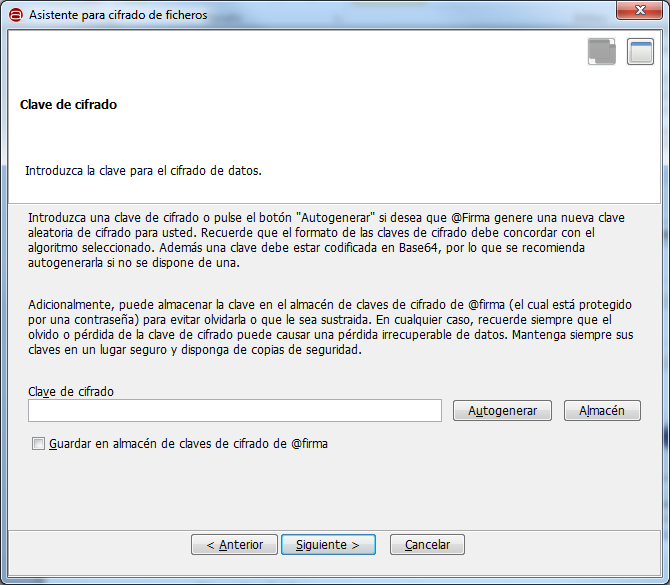 Asistente para cifrado de ficheros
Clave de cifrado
Introduzca la clave para el cifrado de datos.
Introduzca una clave de cifrado o pulse el botón "Autogenerar" si desea que @Firma genere una nueva clave
aleatoria de cifrado para usted. Recuerde que el formato de las claves de cifrado debe concordar con el
algoritmo seleccionado. Además una clave debe estar codificada en Base64, por lo que se recomienda
autogenerarla si no se dispone de una.
Adicionalmente, puede almacenar la clave en el almacén de claves de cifrado de @firma (el cual está protegido
por una contraseña) para evitar olvidarla o que le sea sustraida. En cualquier caso, recuerde siempre que el
olvido o pérdida de la clave de cifrado puede causar una pérdida irrecuperable de datos. Mantenga siempre sus
claves en un lugar seguro y disponga de copias de seguridad.
Clave de cifrado
Autogenerar
Almacén
Guardar en almacén de claves de cifrado de @firma
< Anterior
Siguiente >
Cancelar